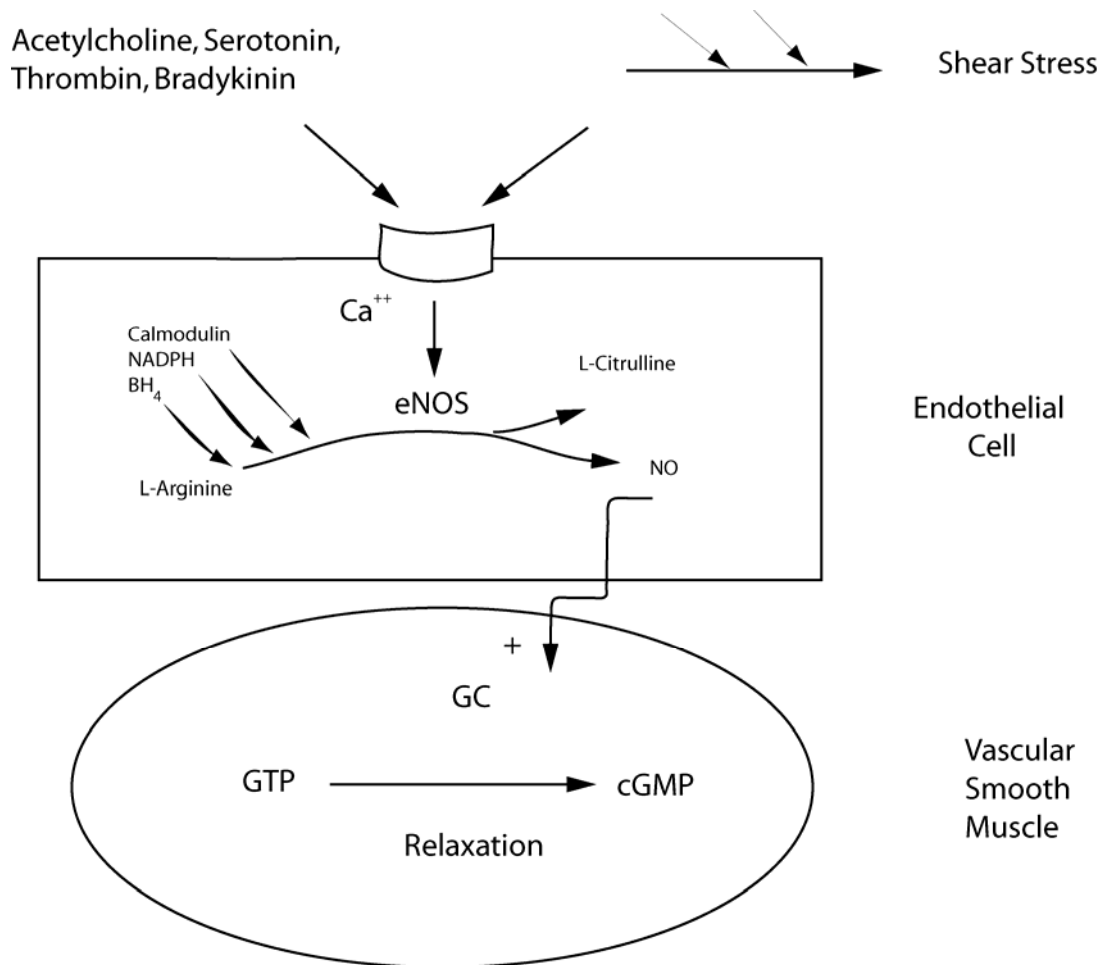 Acetylcholine, Serotonin,
Thrombin, Bradykinin
Shear Stress
Ca⁺⁺
Calmodulin
NADPH
BH₄
L-Citrulline
eNOS
Endothelial
Cell
L-Arginine
NO
+
GC
GTP
cGMP
Relaxation
Vascular
Smooth
Muscle